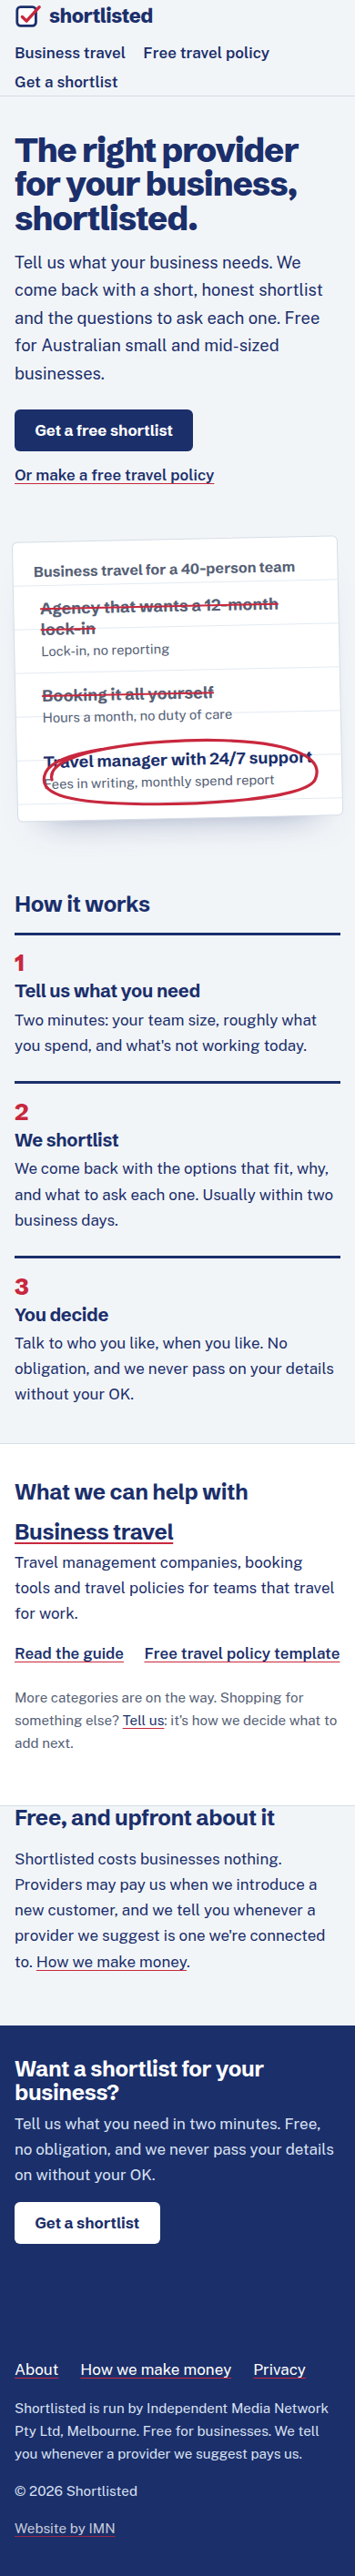 shortlisted
Business travel Free travel policy
Get a shortlist
The right provider
for your business,
shortlisted.
Tell us what your business needs. We
come back with a short, honest shortlist
and the questions to ask each one. Free
for Australian small and mid-sized
businesses.
Get a free shortlist
Or make a free travel policy
Business travel for a 40-person team
Agency that wants a 12-month
lock-in
Lock-in, no reporting
Booking it all yourself
Hours a month, no duty of care
Travel manager with 24/7 support
Fees in writing, monthly spend report
How it works
1
Tell us what you need
Two minutes: your team size, roughly what
you spend, and what's not working today.
2
We shortlist
We come back with the options that fit, why,
and what to ask each one. Usually within two
business days.
3
You decide
Talk to who you like, when you like. No
obligation, and we never pass on your details
without your OK.
What we can help with
Business travel
Travel management companies, booking
tools and travel policies for teams that travel
for work.
Read the guide Free travel policy template
More categories are on the way. Shopping for
something else? Tell us: it's how we decide what to
add next.
Free, and upfront about it
Shortlisted costs businesses nothing.
Providers may pay us when we introduce a
new customer, and we tell you whenever a
provider we suggest is one we're connected
to. How we make money.
Want a shortlist for your
business?
Tell us what you need in two minutes. Free,
no obligation, and we never pass your details
on without your OK.
Get a shortlist
About How we make money Privacy
Shortlisted is run by Independent Media Network
Pty Ltd, Melbourne. Free for businesses. We tell
you whenever a provider we suggest pays us.
© 2026 Shortlisted
Website by IMN